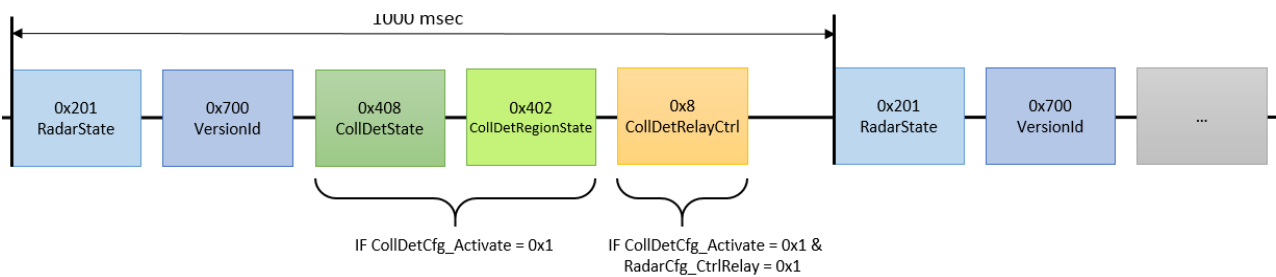 1000 msec
0x201
RadarState
0x700
VersionId
0x408
CollDetState
0x402
CollDetRegionState
0x8
CollDetRelayCtrl
0x201
RadarState
0x700
VersionId
...
IF CollDetCfg_Activate = 0x1
IF CollDetCfg_Activate = 0x1 &
RadarCfg_CtrlRelay = 0x1